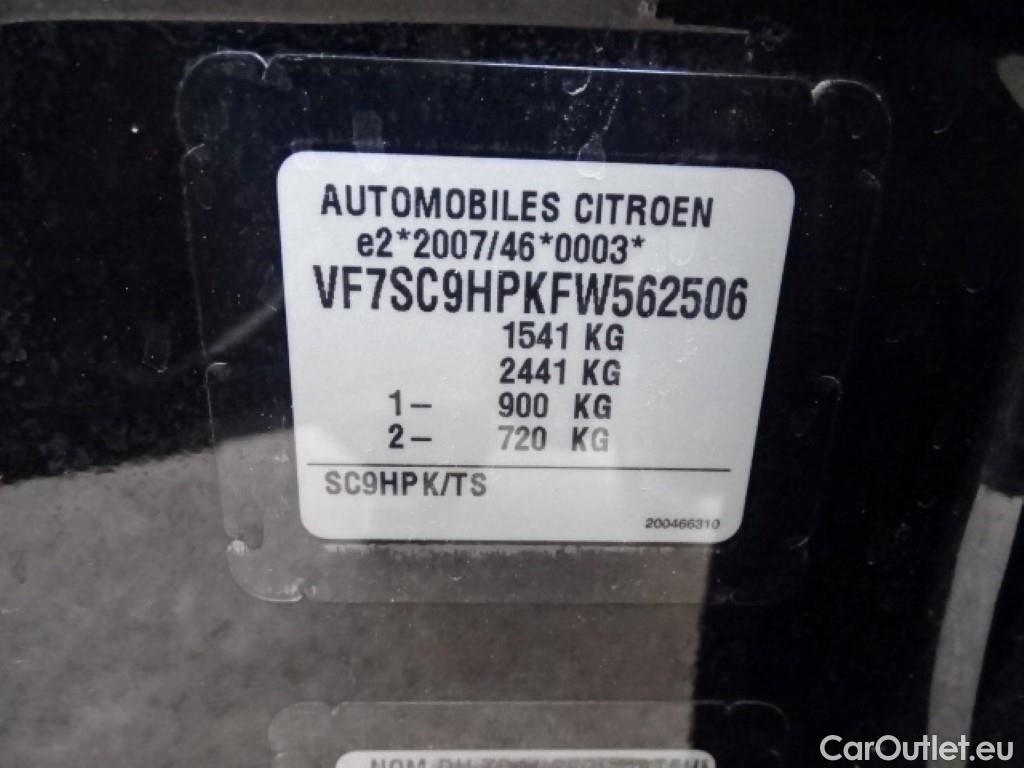 AUTOMOBILES CITROEN
e2*2007/46*0003*
VF7SC9HPKFW562506
1541 KG
2441 KG
1- 900 KG
2- 720 KG
SC9HPK/TS
200466310
CarOutlet.eu